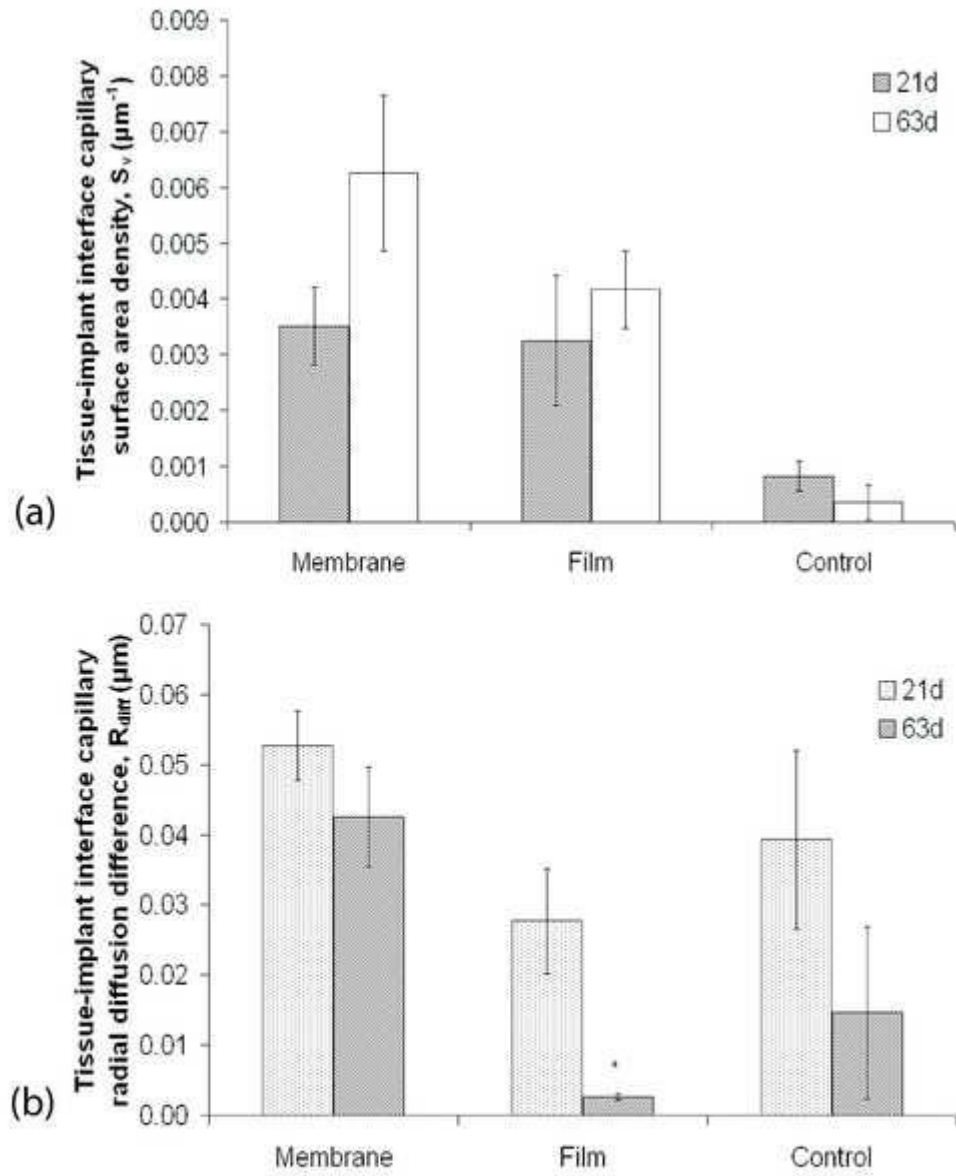 Tissue-implant interface capillary
surface area density, Sᵥ (µm⁻¹)
0.009
0.008
0.007
0.006
0.005
0.004
0.003
0.002
0.001
0.000
21d
63d
Membrane Film Control
(a)
Tissue-implant interface capillary
radial diffusion difference, R_diff (µm)
0.07
0.06
0.05
0.04
0.03
0.02
0.01
0.00
21d
63d
*
Membrane Film Control
(b)